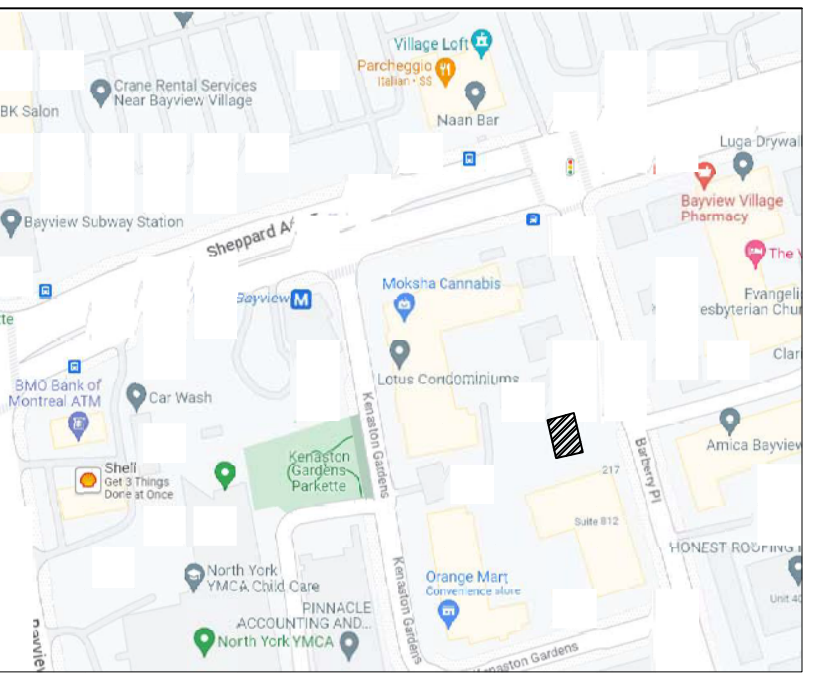 Village Loft
Parcheggio
Italian • $$
Crane Rental Services
Near Bayview Village
BK Salon
Naan Bar
Luga Drywal
Bayview Village
Pharmacy
Bayview Subway Station
Sheppard A
The V
Moksha Cannabis
Bayview M
Evangeli
esbyterian Chur
Clari
Lotus Condominiums
BMO Bank of
Montreal ATM
Car Wash
Kenaston Gardens
Amica Bayview
Kenaston
Gardens
Parkette
Shell
Get 3 Things
Done at Once
217
Barberry Pl
Suite 812
HONEST ROOFING
North York
YMCA Child Care
Orange Mart
Convenience store
Unit 40
PINNACLE
ACCOUNTING AND...
North York YMCA
Kenaston Gardens
Kenaston Gardens
Bayview